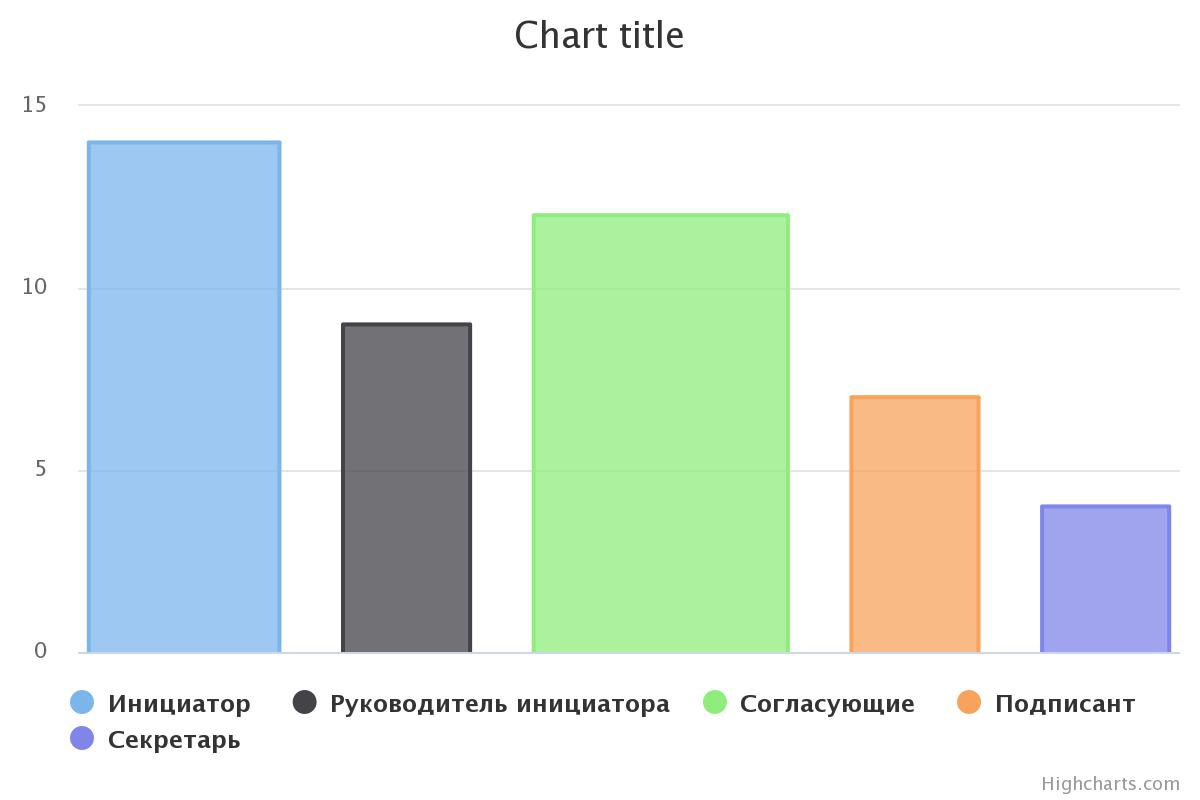 Chart title
15
10
5
0
Инициатор Руководитель инициатора Согласующие Подписант
Секретарь
Highcharts.com